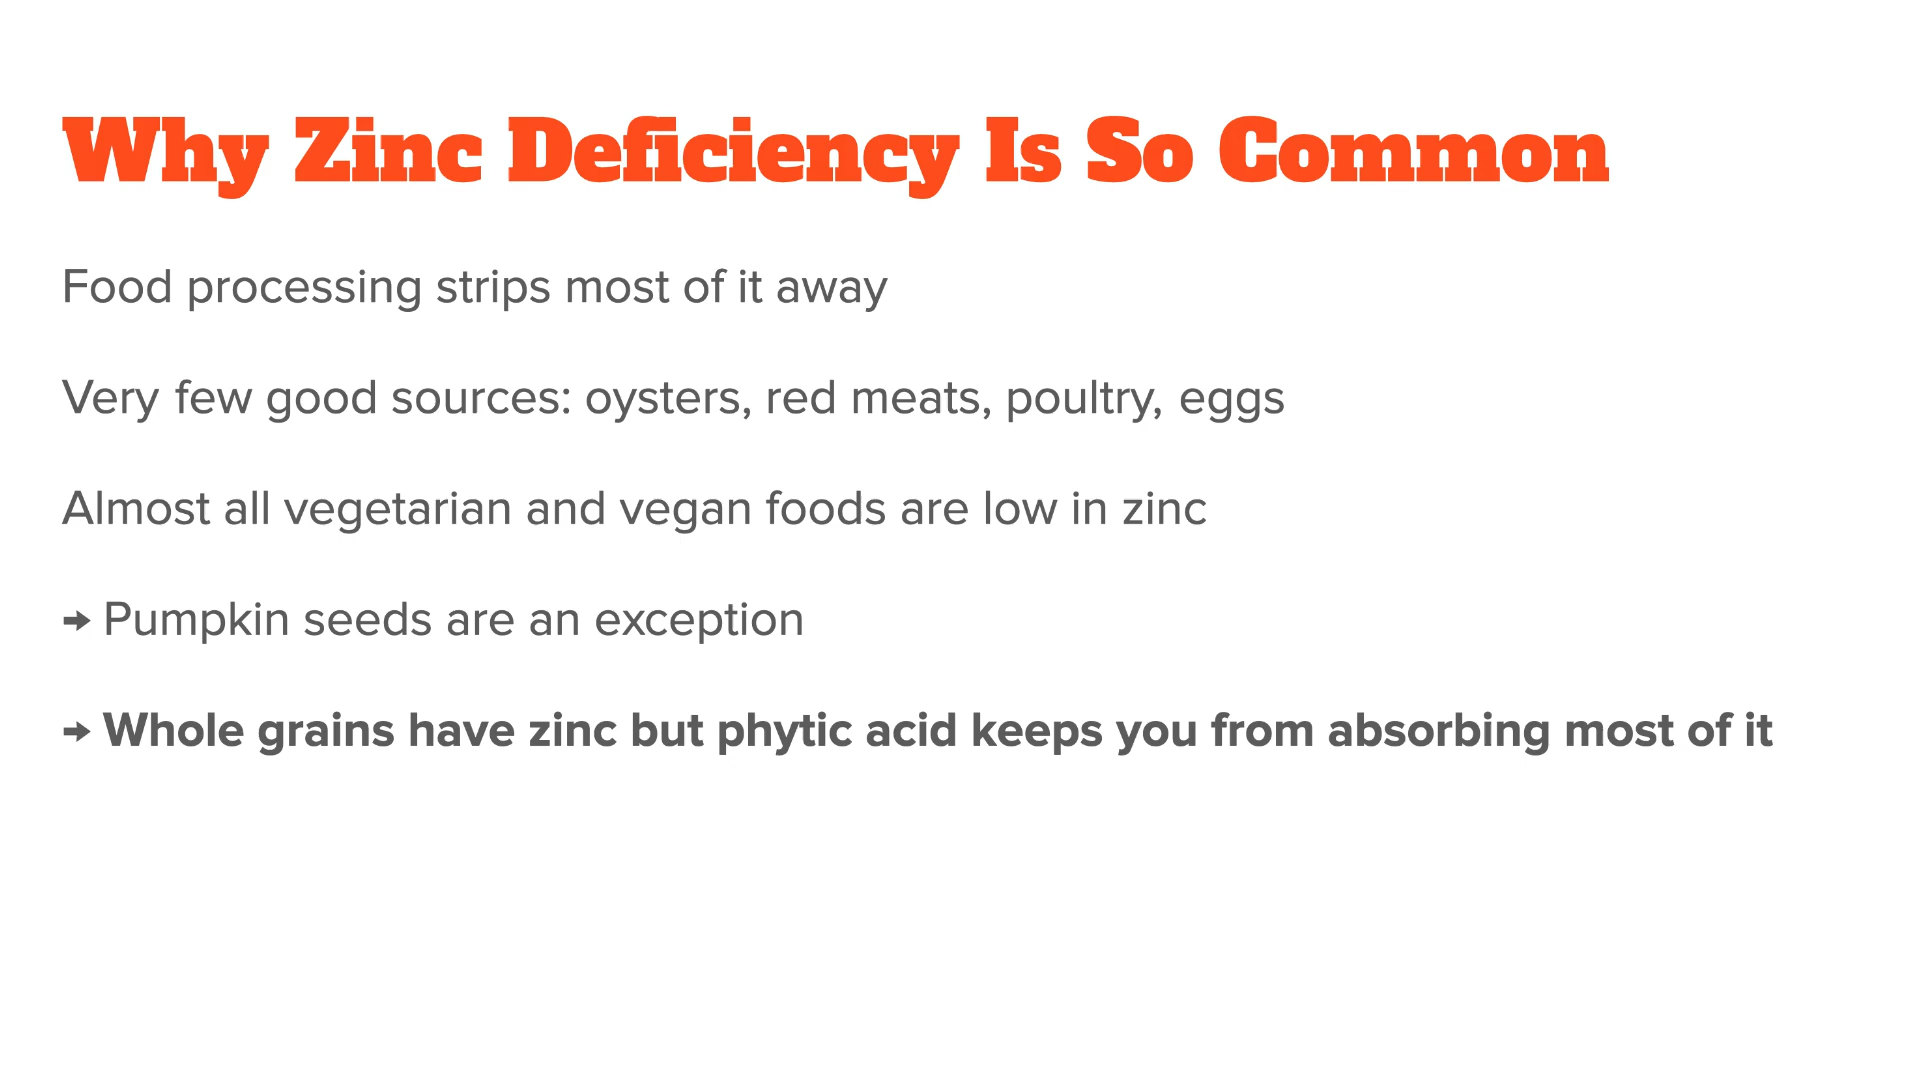 Why Zinc Deficiency Is So Common
Food processing strips most of it away
Very few good sources: oysters, red meats, poultry, eggs
Almost all vegetarian and vegan foods are low in zinc
→ Pumpkin seeds are an exception
→ Whole grains have zinc but phytic acid keeps you from absorbing most of it